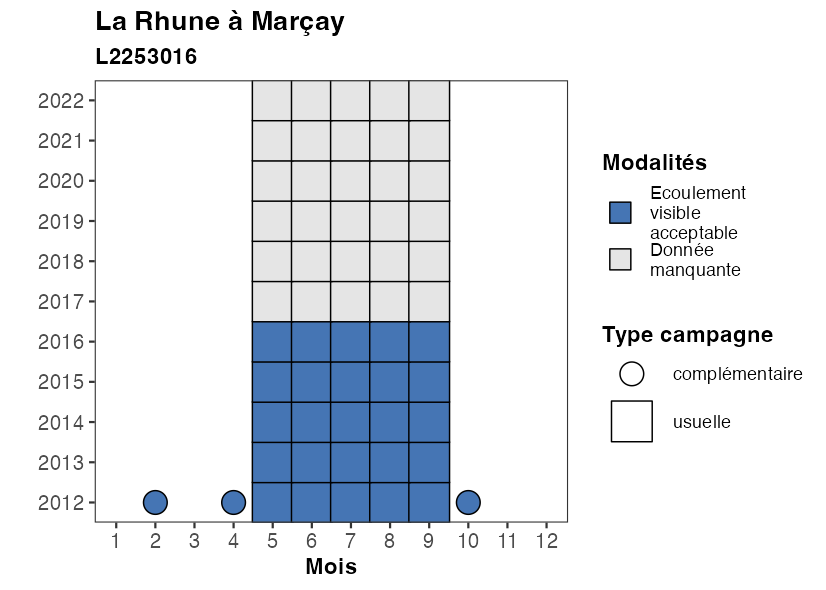 La Rhune à Marçay
L2253016
2022
2021
2020
2019
2018
2017
2016
2015
2014
2013
2012
1 2 3 4 5 6 7 8 9 10 11 12
Mois
Modalités
Ecoulement
visible
acceptable
Donnée
manquante
Type campagne
complémentaire
usuelle